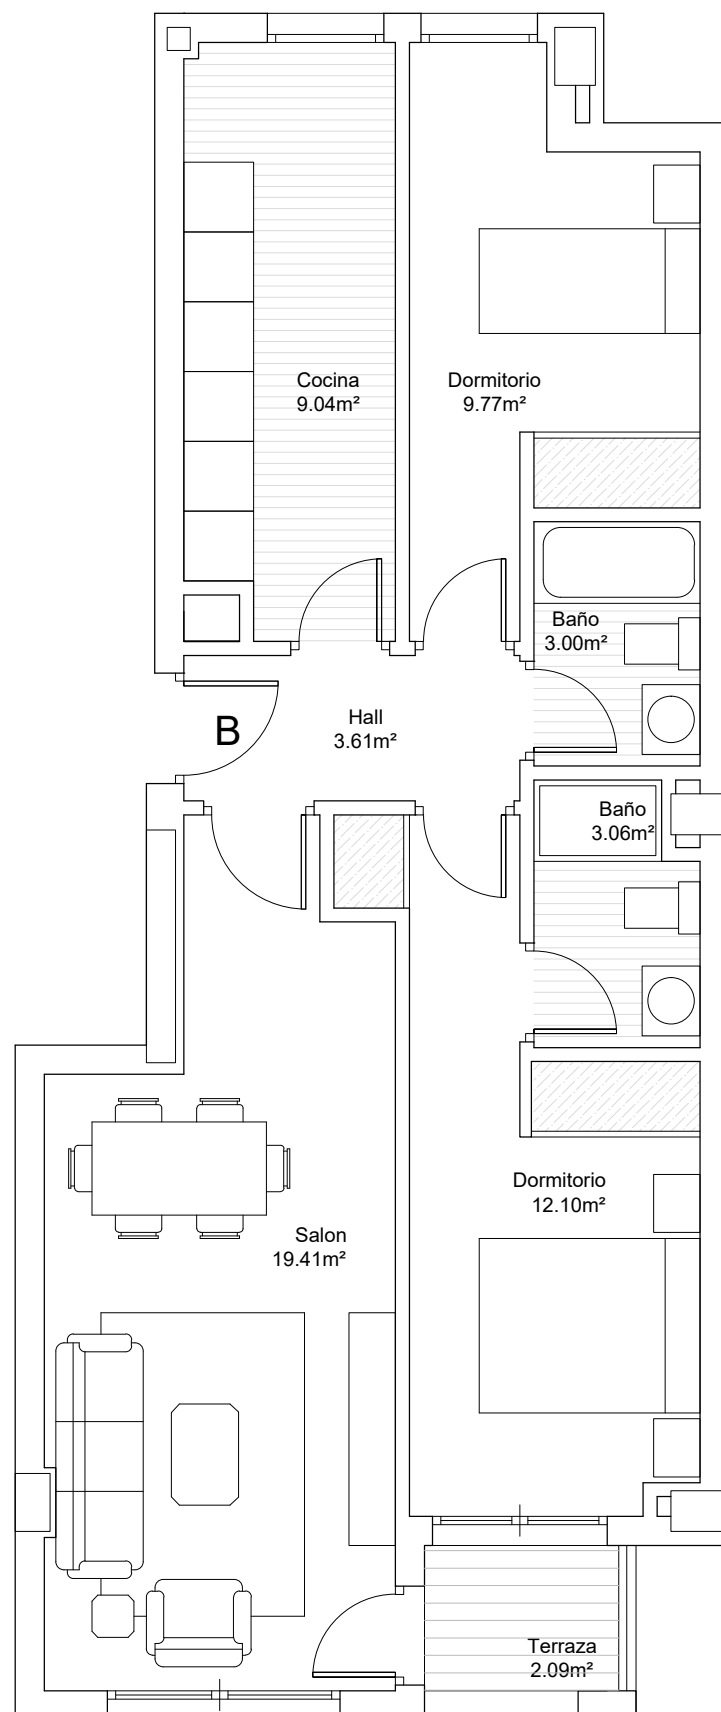 Cocina
9.04m²
Dormitorio
9.77m²
Baño
3.00m²
B
Hall
3.61m²
Baño
3.06m²
Dormitorio
12.10m²
Salon
19.41m²
Terraza
2.09m²